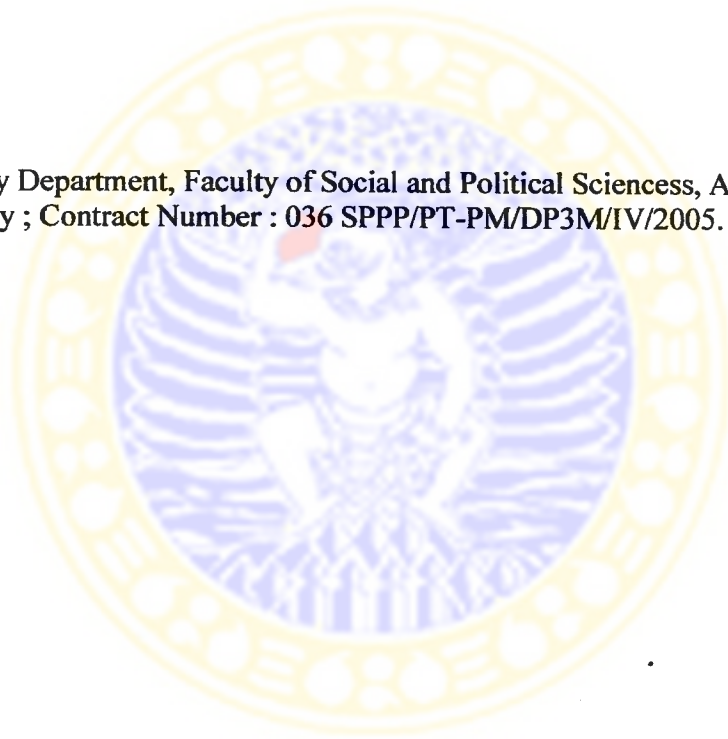 y Department, Faculty of Social and Political Sciencess, A
y ; Contract Number : 036 SPPP/PT-PM/DP3M/IV/2005.